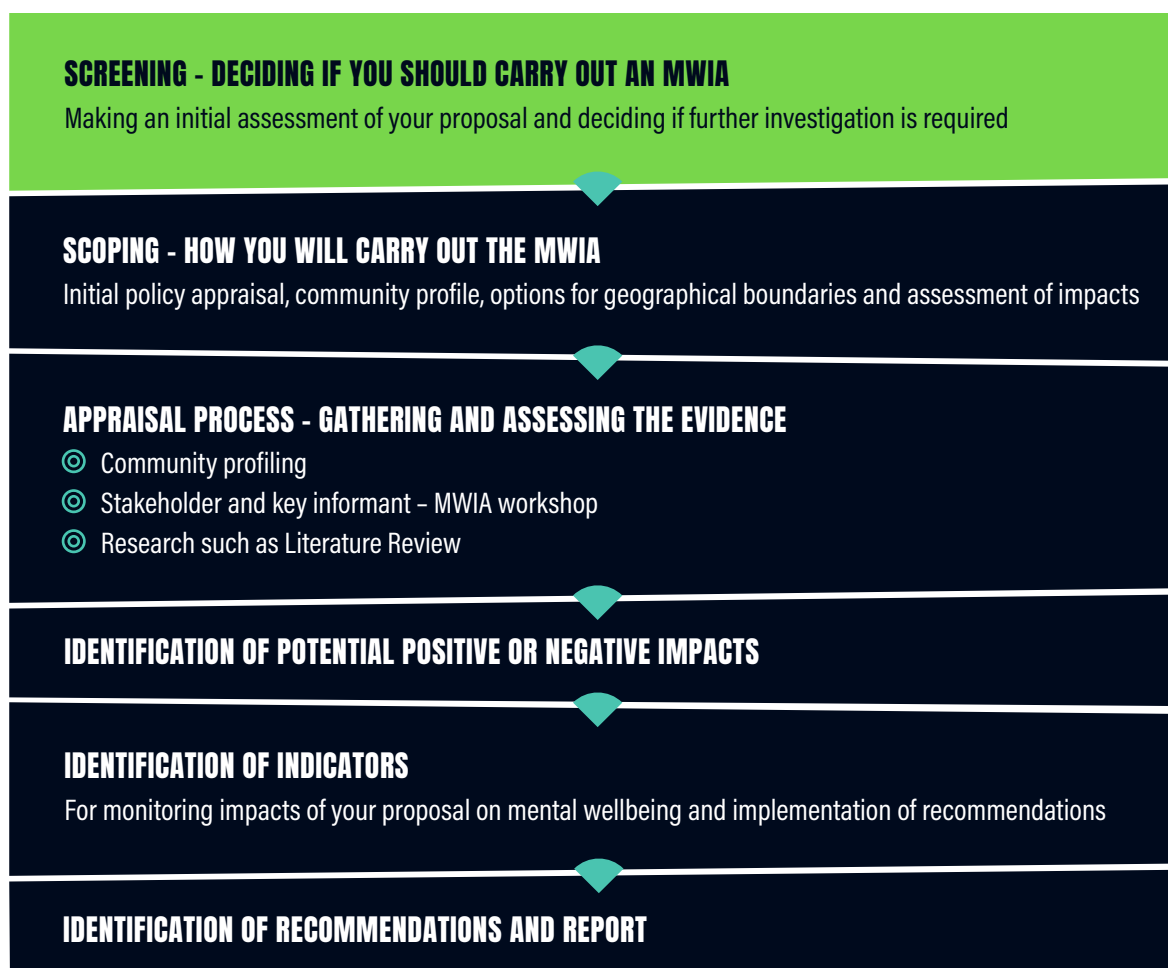 SCREENING - DECIDING IF YOU SHOULD CARRY OUT AN MWIA
Making an initial assessment of your proposal and deciding if further investigation is required
SCOPING - HOW YOU WILL CARRY OUT THE MWIA
Initial policy appraisal, community profile, options for geographical boundaries and assessment of impacts
APPRAISAL PROCESS - GATHERING AND ASSESSING THE EVIDENCE
Community profiling
Stakeholder and key informant – MWIA workshop
Research such as Literature Review
IDENTIFICATION OF POTENTIAL POSITIVE OR NEGATIVE IMPACTS
IDENTIFICATION OF INDICATORS
For monitoring impacts of your proposal on mental wellbeing and implementation of recommendations
IDENTIFICATION OF RECOMMENDATIONS AND REPORT